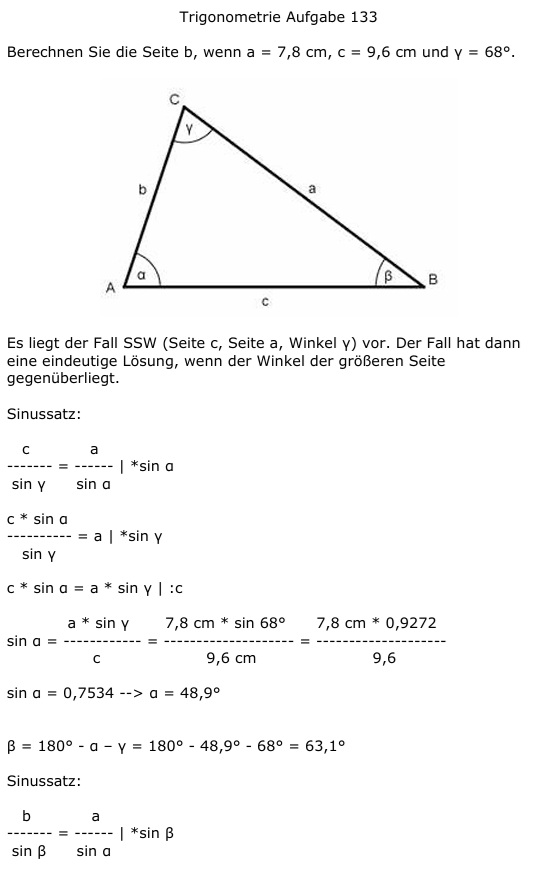 Trigonometrie Aufgabe 133
Berechnen Sie die Seite b, wenn a = 7,8 cm, c = 9,6 cm und γ = 68°.
C
γ
b
a
A
α
β
B
c
Es liegt der Fall SSW (Seite c, Seite a, Winkel γ) vor. Der Fall hat dann
eine eindeutige Lösung, wenn der Winkel der größeren Seite
gegenüberliegt.
Sinussatz:
c a
------- = ------ | *sin α
sin γ sin α
c * sin α
---------- = a | *sin γ
sin γ
c * sin α = a * sin γ | :c
a * sin γ 7,8 cm * sin 68° 7,8 cm * 0,9272
sin α = ------------ = -------------------- = --------------------
c 9,6 cm 9,6
sin α = 0,7534 --> α = 48,9°
β = 180° - α – γ = 180° - 48,9° - 68° = 63,1°
Sinussatz:
b a
------- = ------ | *sin β
sin β sin α